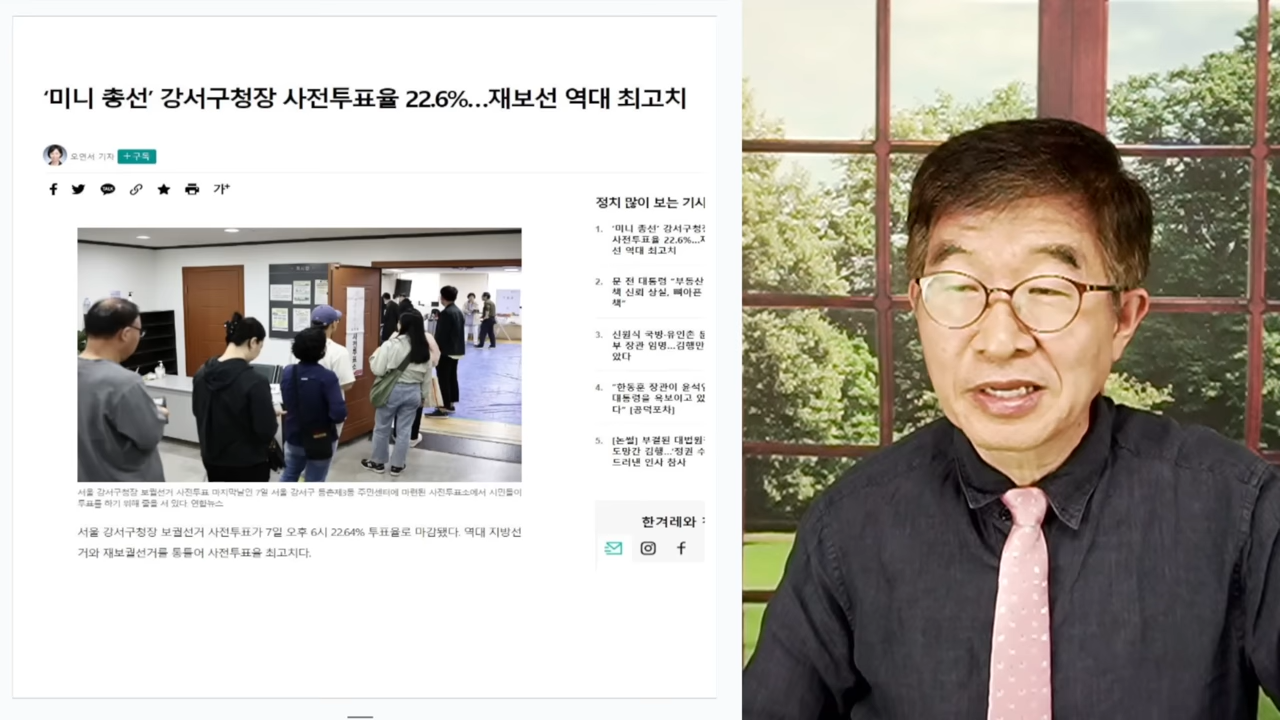 ‘미니 총선’ 강서구청장 사전투표율 22.6%…재보선 역대 최고치
오연서 기자 +구독
가+
정치 많이 보는 기사
1. ‘미니 총선’ 강서구청장
사전투표율 22.6%…재
선 역대 최고치
2. 문 전 대통령 “부동산
책 신뢰 상실, 뼈아픈
책”
3. 신원식 국방·유인촌 문
부 장관 임명…김행만
았다
4. “한동훈 장관이 윤석열
대통령을 욕보이고 있
다” [공덕포차]
5. [논썰] 부결된 대법원
도망간 김행…‘정권 수
드러낸 인사 참사
사전투표소
서울 강서구청장 보궐선거 사전투표 마지막날인 7일 서울 강서구 등촌제3동 주민센터에 마련된 사전투표소에서 시민들이
투표를 하기 위해 줄을 서 있다. 연합뉴스
서울 강서구청장 보궐선거 사전투표가 7일 오후 6시 22.64% 투표율로 마감됐다. 역대 지방선
거와 재보궐선거를 통틀어 사전투표율 최고치다.
한겨레와